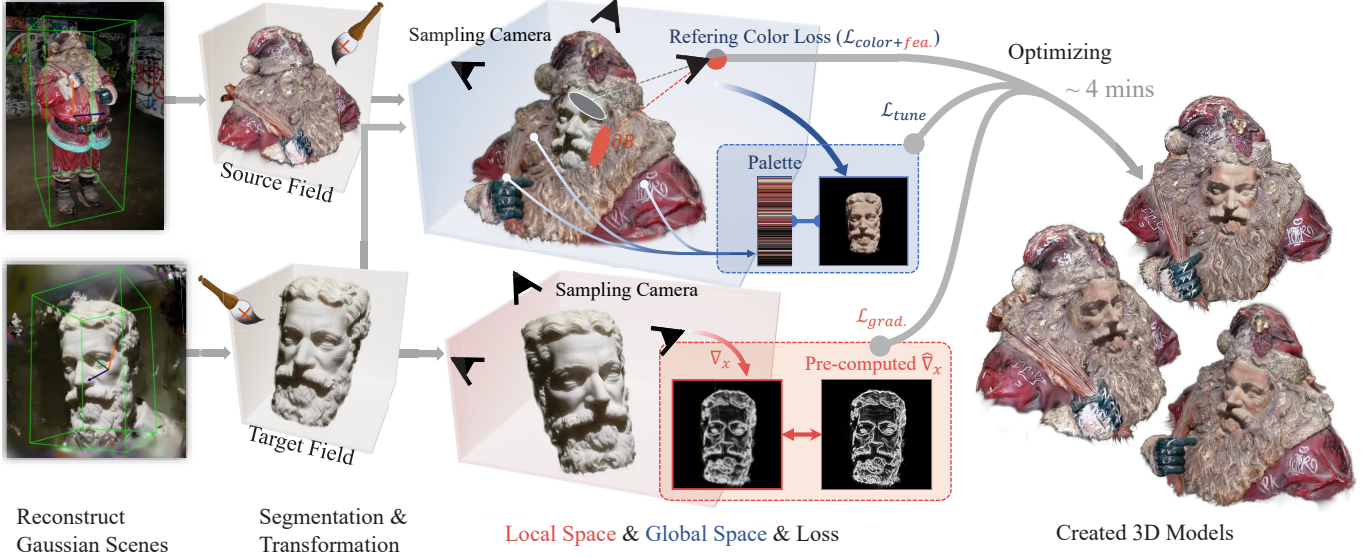 Sampling Camera
Refering Color Loss (ℒcolor+fea.)
Optimizing
~ 4 mins
ℒtune
∂B
Palette
Source Field
Sampling Camera
ℒgrad.
∇x
Pre-computed ∇̂x
Target Field
Reconstruct
Gaussian Scenes
Segmentation &
Transformation
Local Space & Global Space & Loss
Created 3D Models